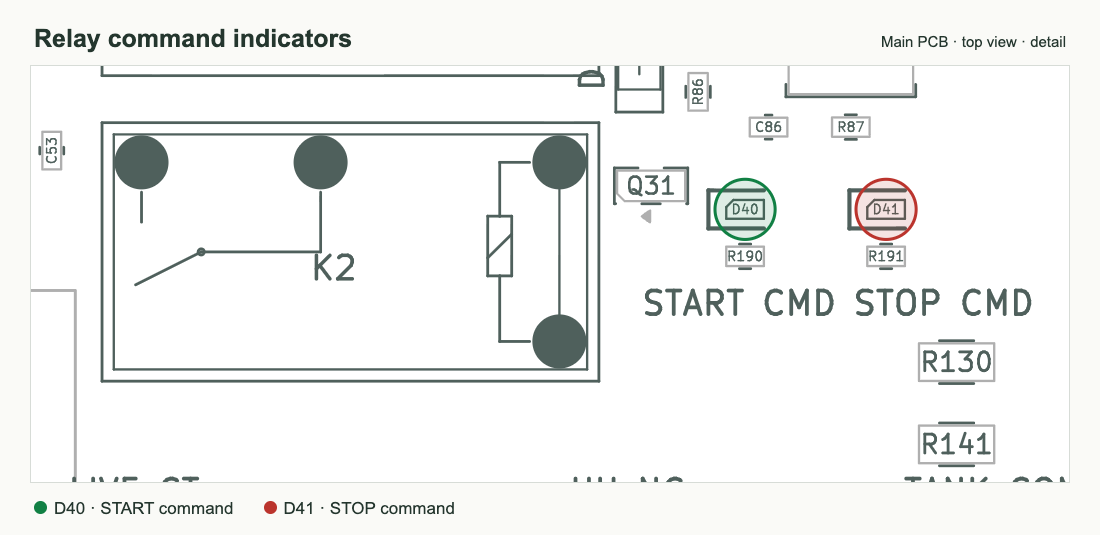 Relay command indicators
Main PCB · top view · detail
R86
C86
R87
C53
Q31
D40
D41
R190
R191
K2
START CMD
STOP CMD
R130
R141
D40 · START command
D41 · STOP command